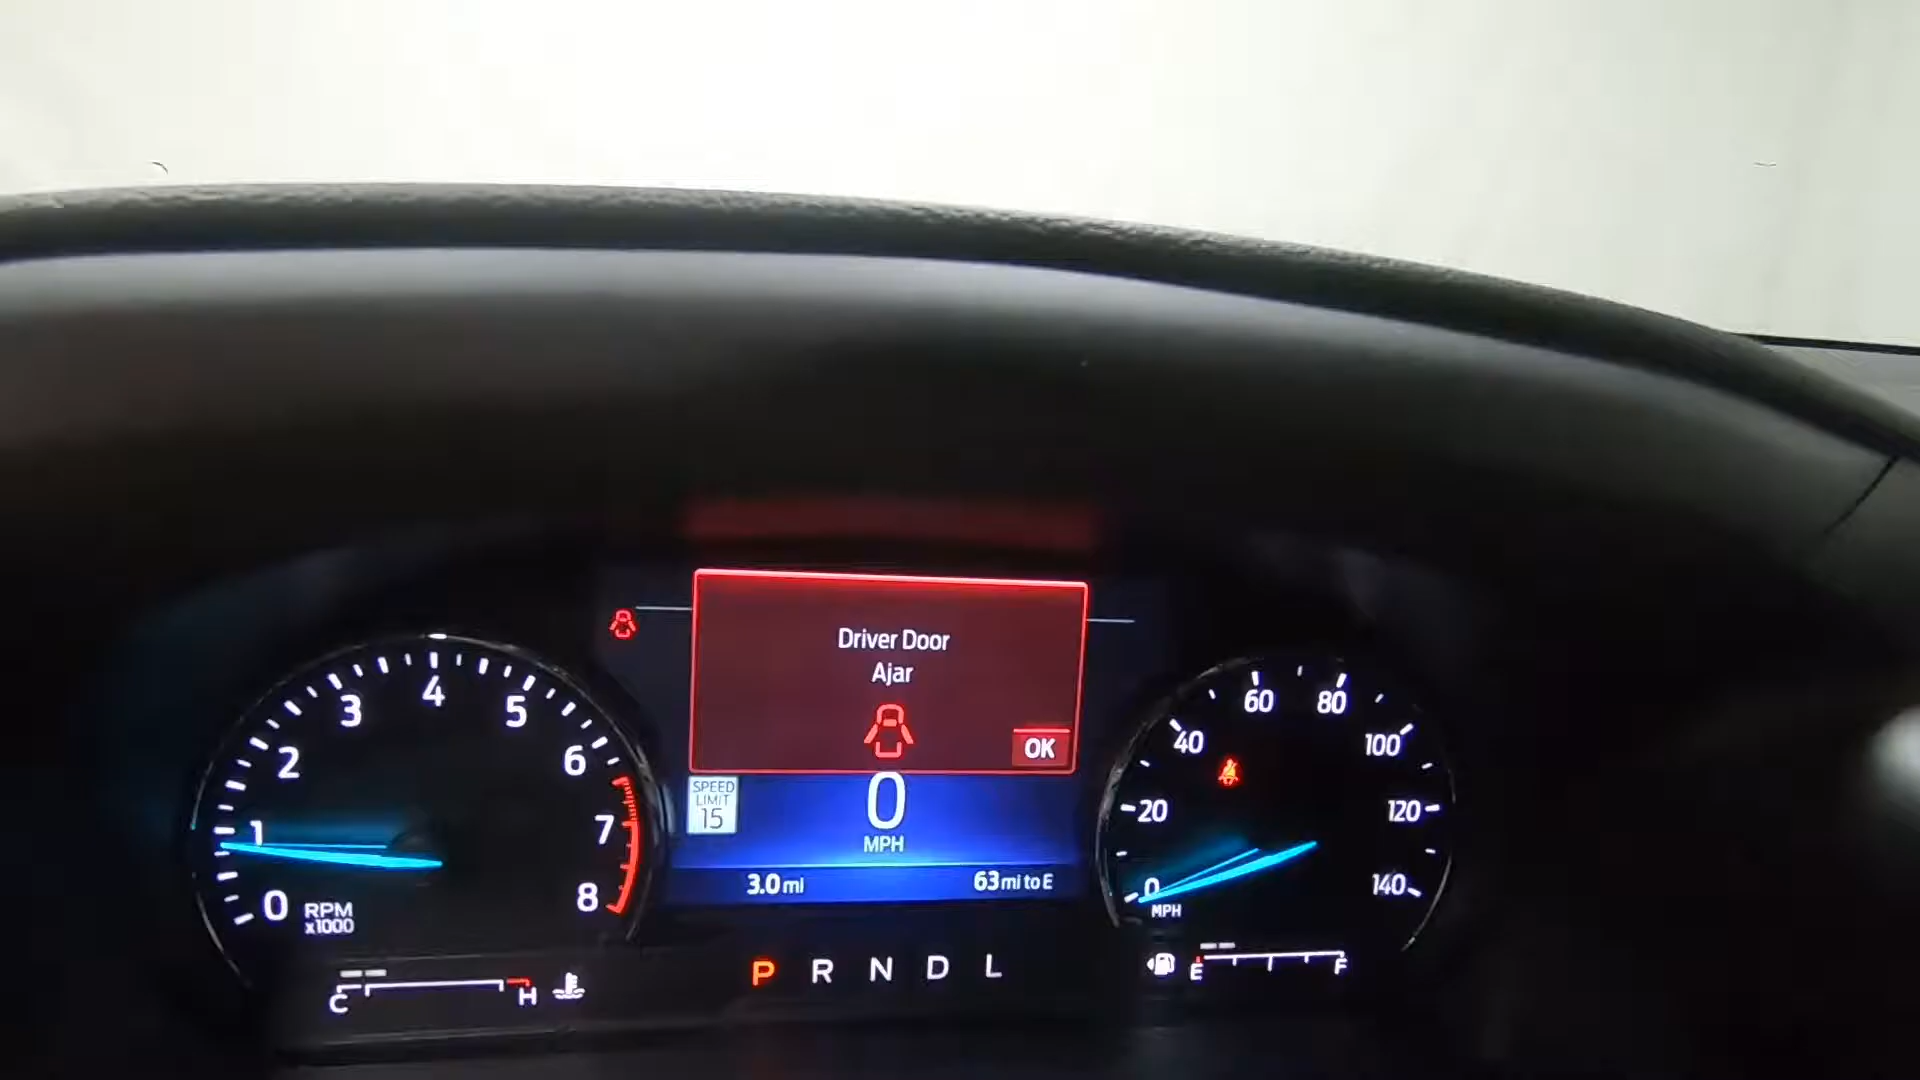 Driver Door
Ajar
OK
SPEED
LIMIT
15
0
MPH
3.0 mi
63 mi to E
0
1
2
3
4
5
6
7
8
RPM
x1000
C
H
P R N D L
0
20
40
60
80
100
120
140
MPH
E
F